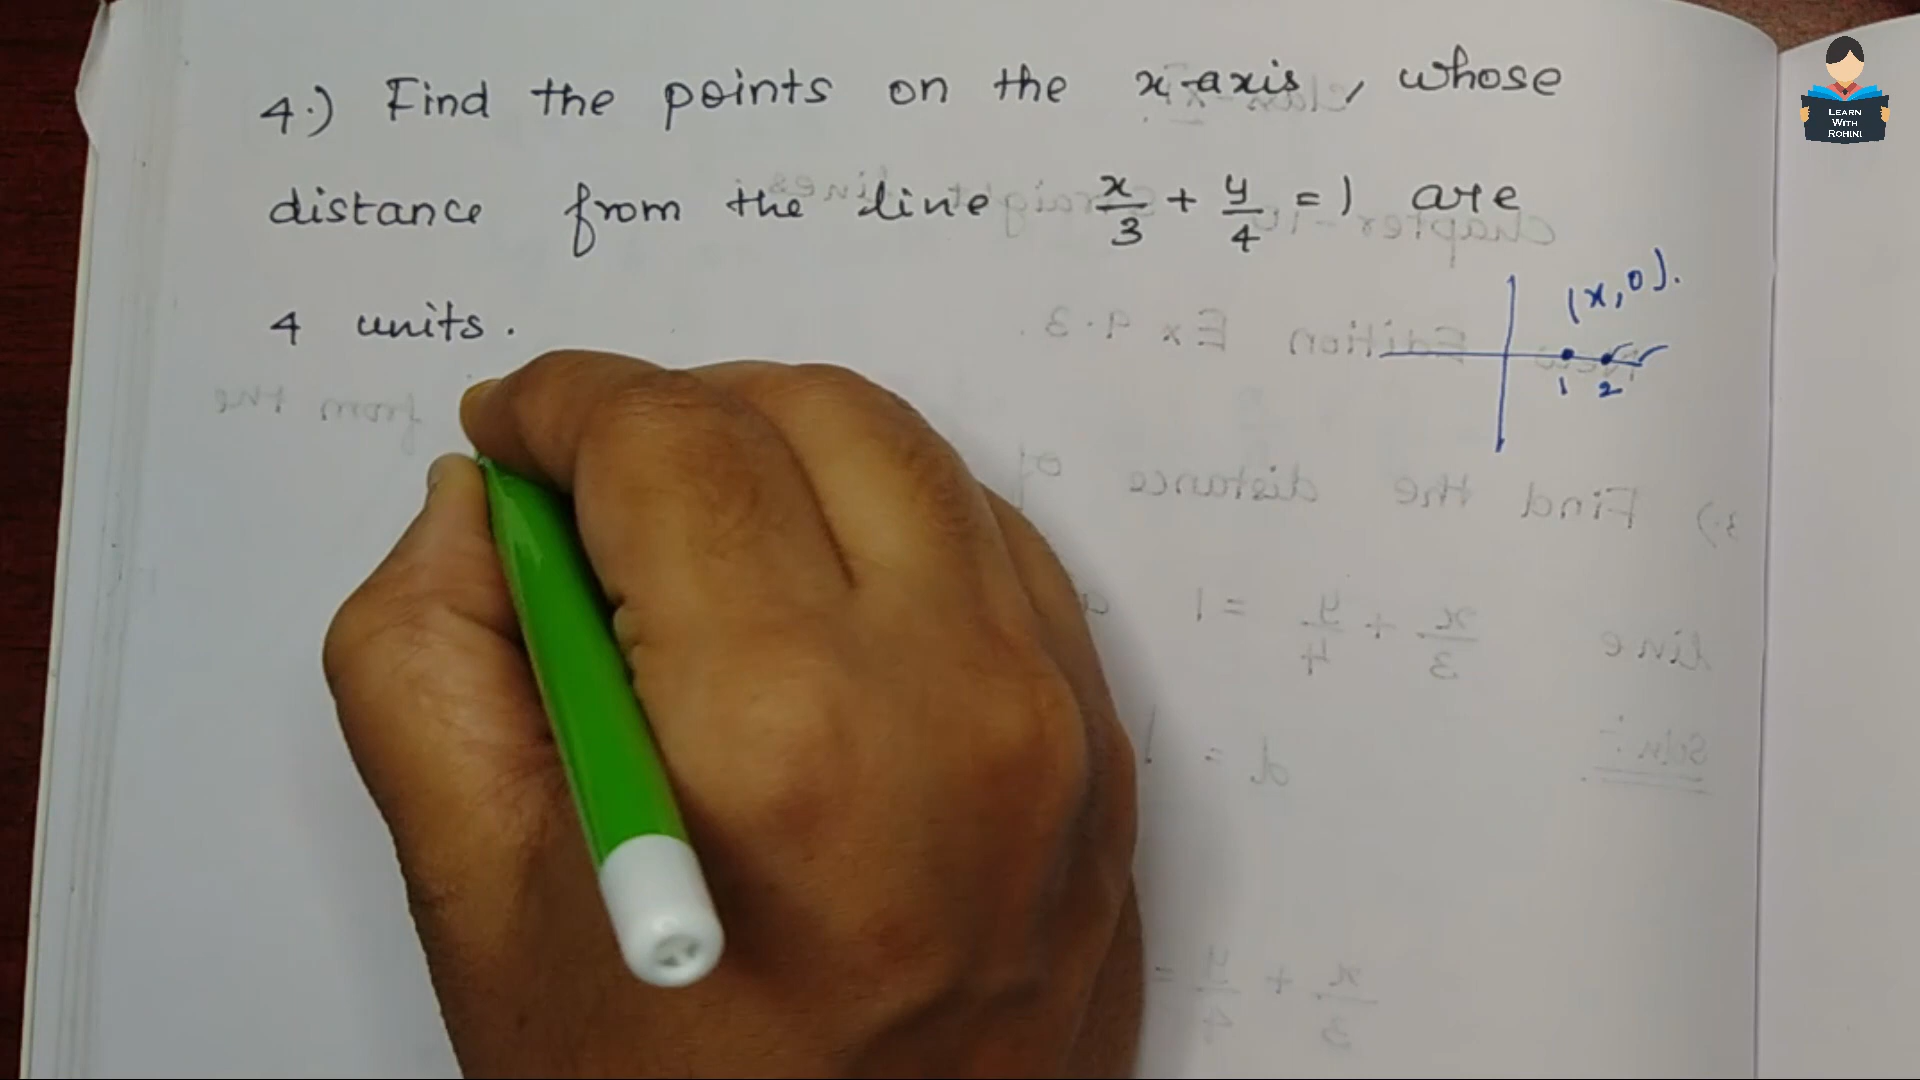 4.) Find the points on the x-axis, whose
distance from the line x/3 + y/4 = 1 are
4 units.
(x,0).
1 2
LEARN
WITH
ROHINI